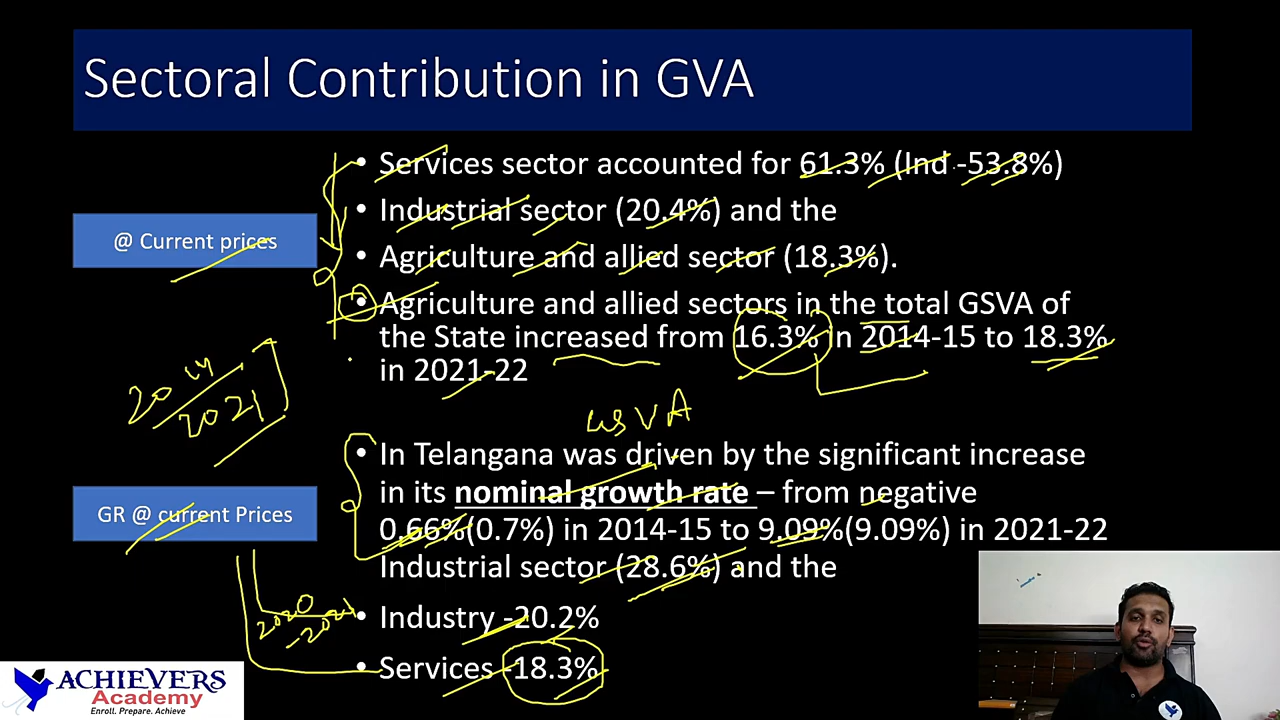 Sectoral Contribution in GVA
• Services sector accounted for 61.3% (Ind -53.8%)
• Industrial sector (20.4%) and the
@ Current prices
• Agriculture and allied sector (18.3%).
• Agriculture and allied sectors in the total GSVA of
the State increased from 16.3% in 2014-15 to 18.3%
in 2021-22
2014
2021
GSVA
• In Telangana was driven by the significant increase
in its nominal growth rate – from negative
GR @ current Prices
0.66%(0.7%) in 2014-15 to 9.09%(9.09%) in 2021-22
Industrial sector (28.6%) and the
2020
-2021
• Industry -20.2%
• Services -18.3%
ACHIEVERS
Academy
Enroll. Prepare. Achieve